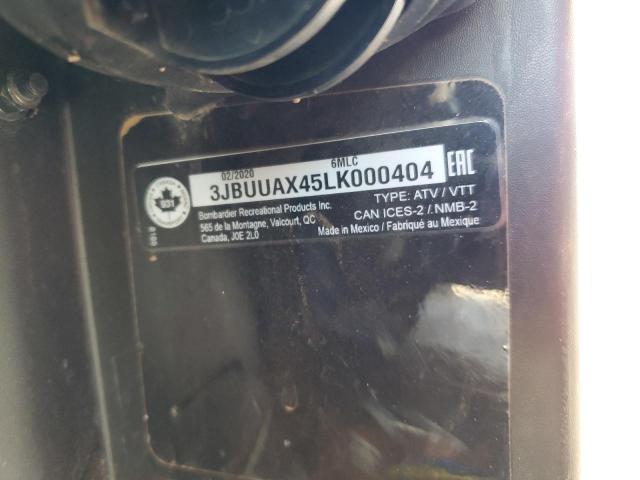 02/2020 6MLC
3JBUUAX45LK000404
EAC
931
Bombardier Recreational Products Inc.
565 de la Montagne, Valcourt, QC
Canada, J0E 2L0
TYPE: ATV / VTT
CAN ICES-2 / NMB-2
Made in Mexico / Fabriqué au Mexique